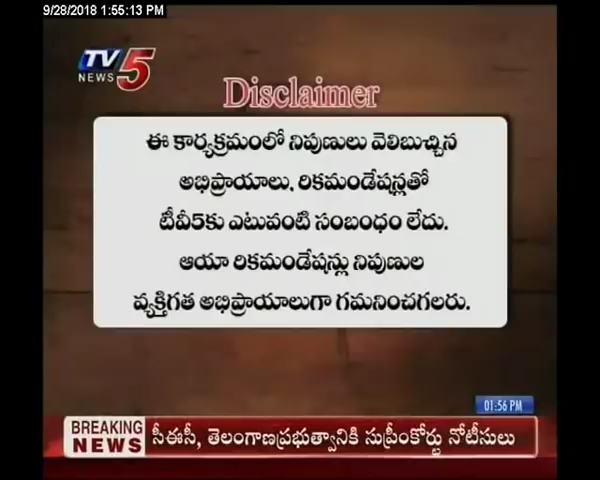 9/28/2018 1:55:13 PM
TV5
NEWS
Disclaimer
ఈ కార్యక్రమంలో నిపుణులు వెలిబుచ్చిన
అభిప్రాయాలు, రికమండేషన్లతో
టీవీ5కు ఎటువంటి సంబంధం లేదు.
ఆయా రికమండేషన్లు నిపుణుల
వ్యక్తిగత అభిప్రాయాలుగా గమనించగలరు.
01:56 PM
BREAKING
NEWS
సీఈసీ, తెలంగాణప్రభుత్వానికి సుప్రీంకోర్టు నోటీసులు